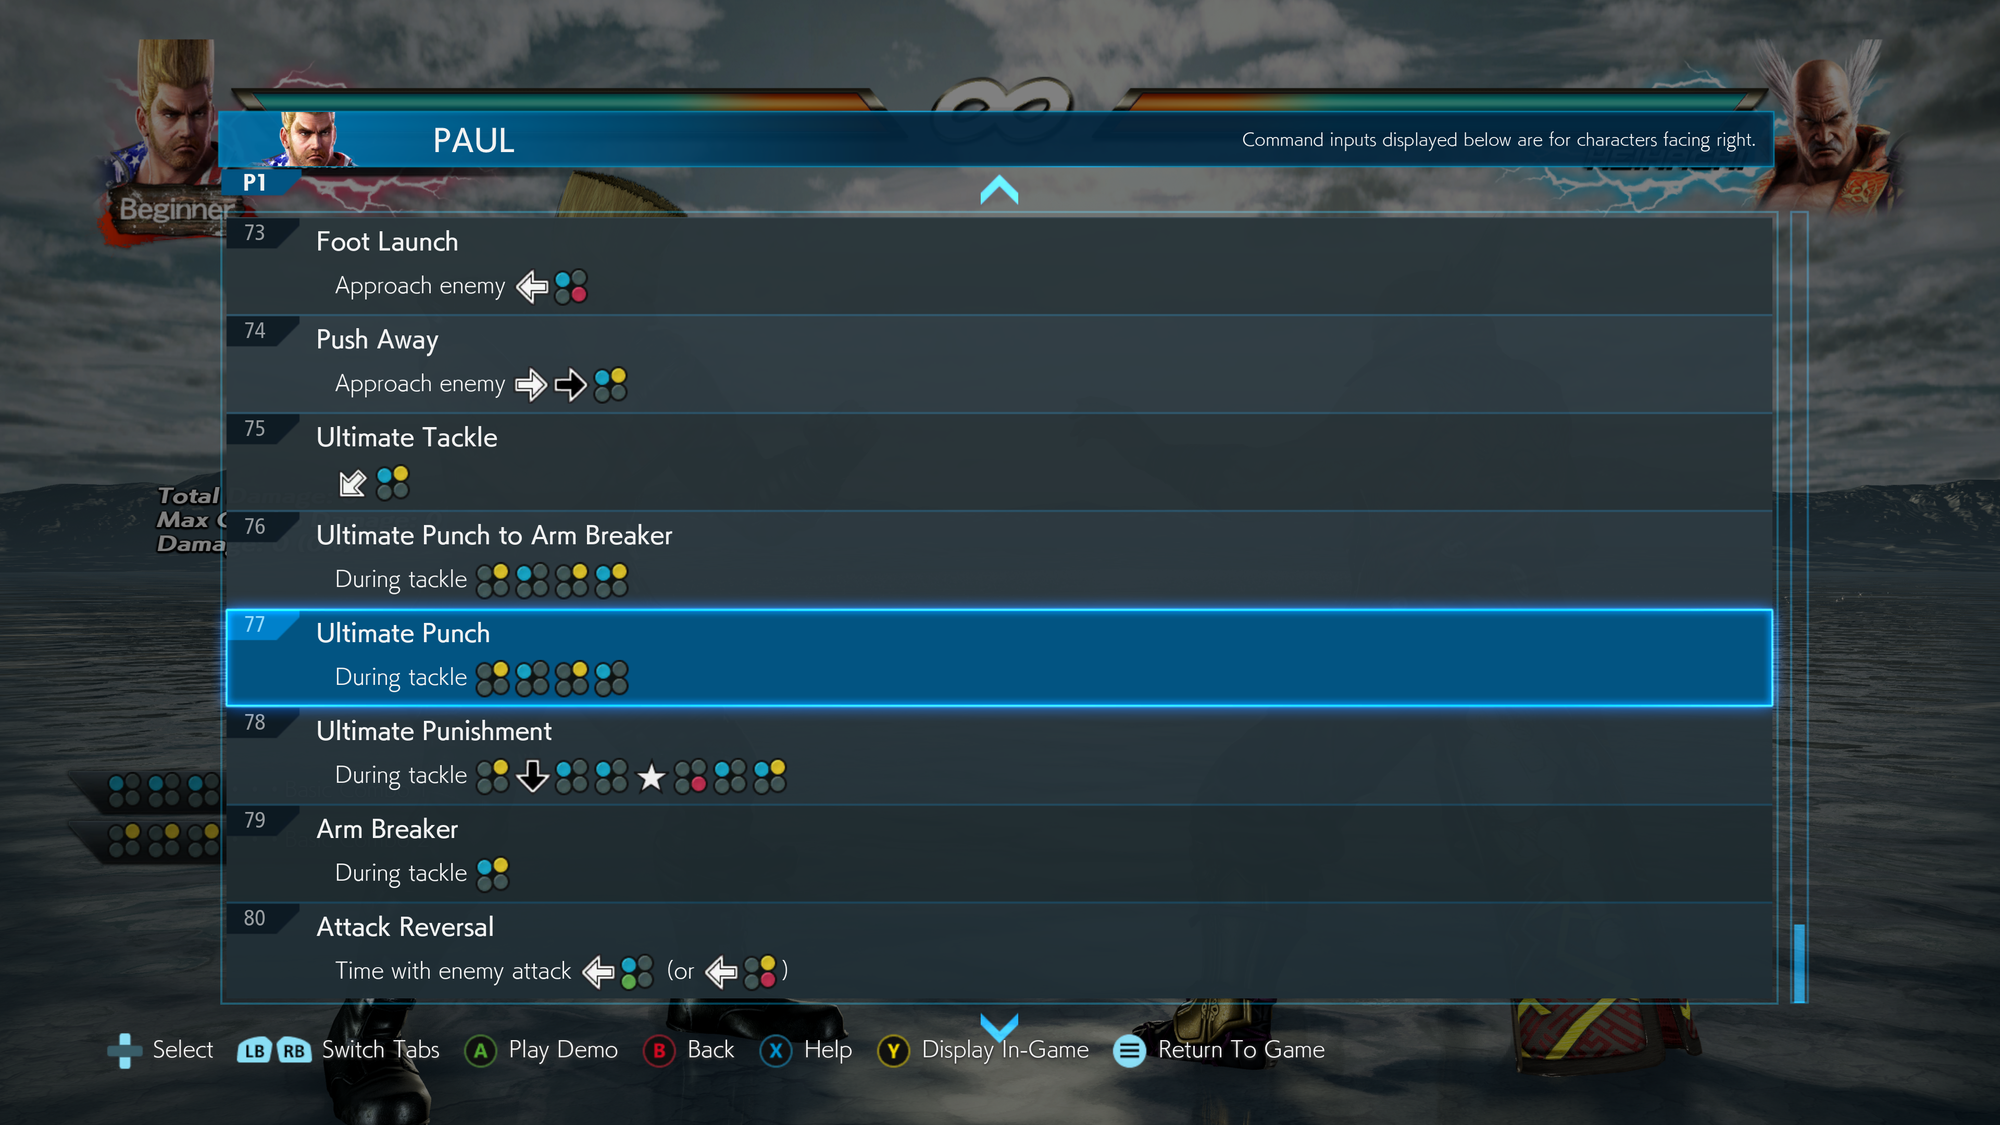 PAUL
Command inputs displayed below are for characters facing right.
P1
Beginner
73
Foot Launch
Approach enemy
74
Push Away
Approach enemy
75
Ultimate Tackle
76
Ultimate Punch to Arm Breaker
During tackle
77
Ultimate Punch
During tackle
78
Ultimate Punishment
During tackle
79
Arm Breaker
During tackle
80
Attack Reversal
Time with enemy attack (or )
Total Damage
Max
Select LB RB Switch Tabs A Play Demo B Back X Help Y Display In-Game Return To Game